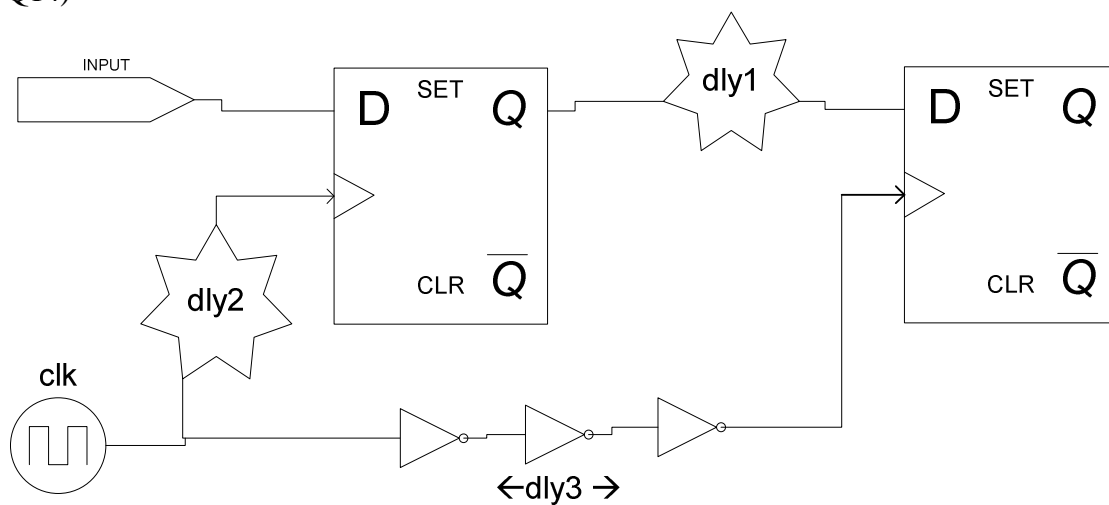 INPUT
D SET Q
dly1
D SET Q
dly2
CLR Q
CLR Q
clk
←dly3 →